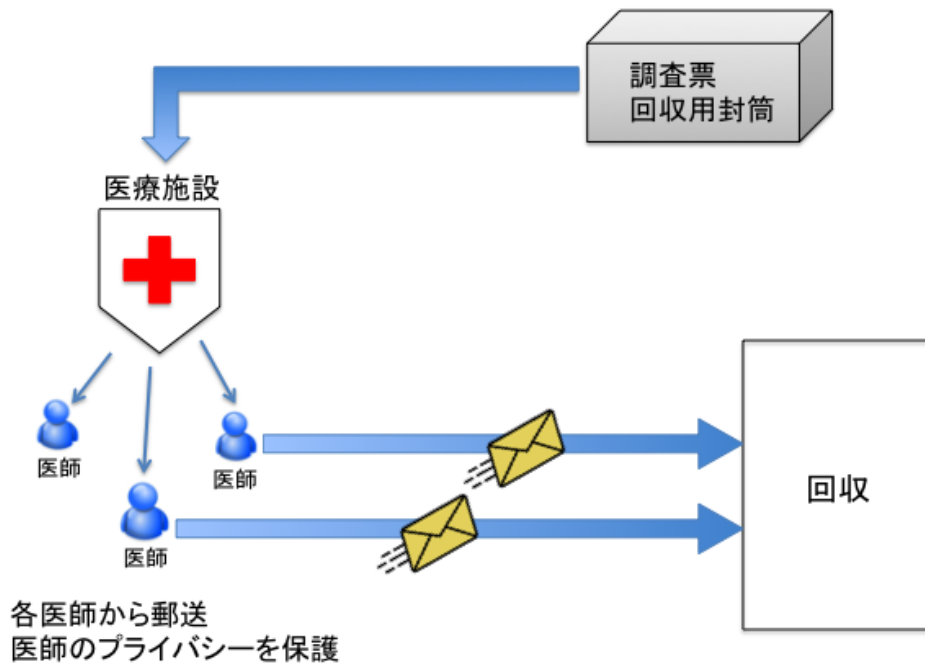 調査票
回収用封筒
医療施設
医師
医師
医師
回収
各医師から郵送
医師のプライバシーを保護